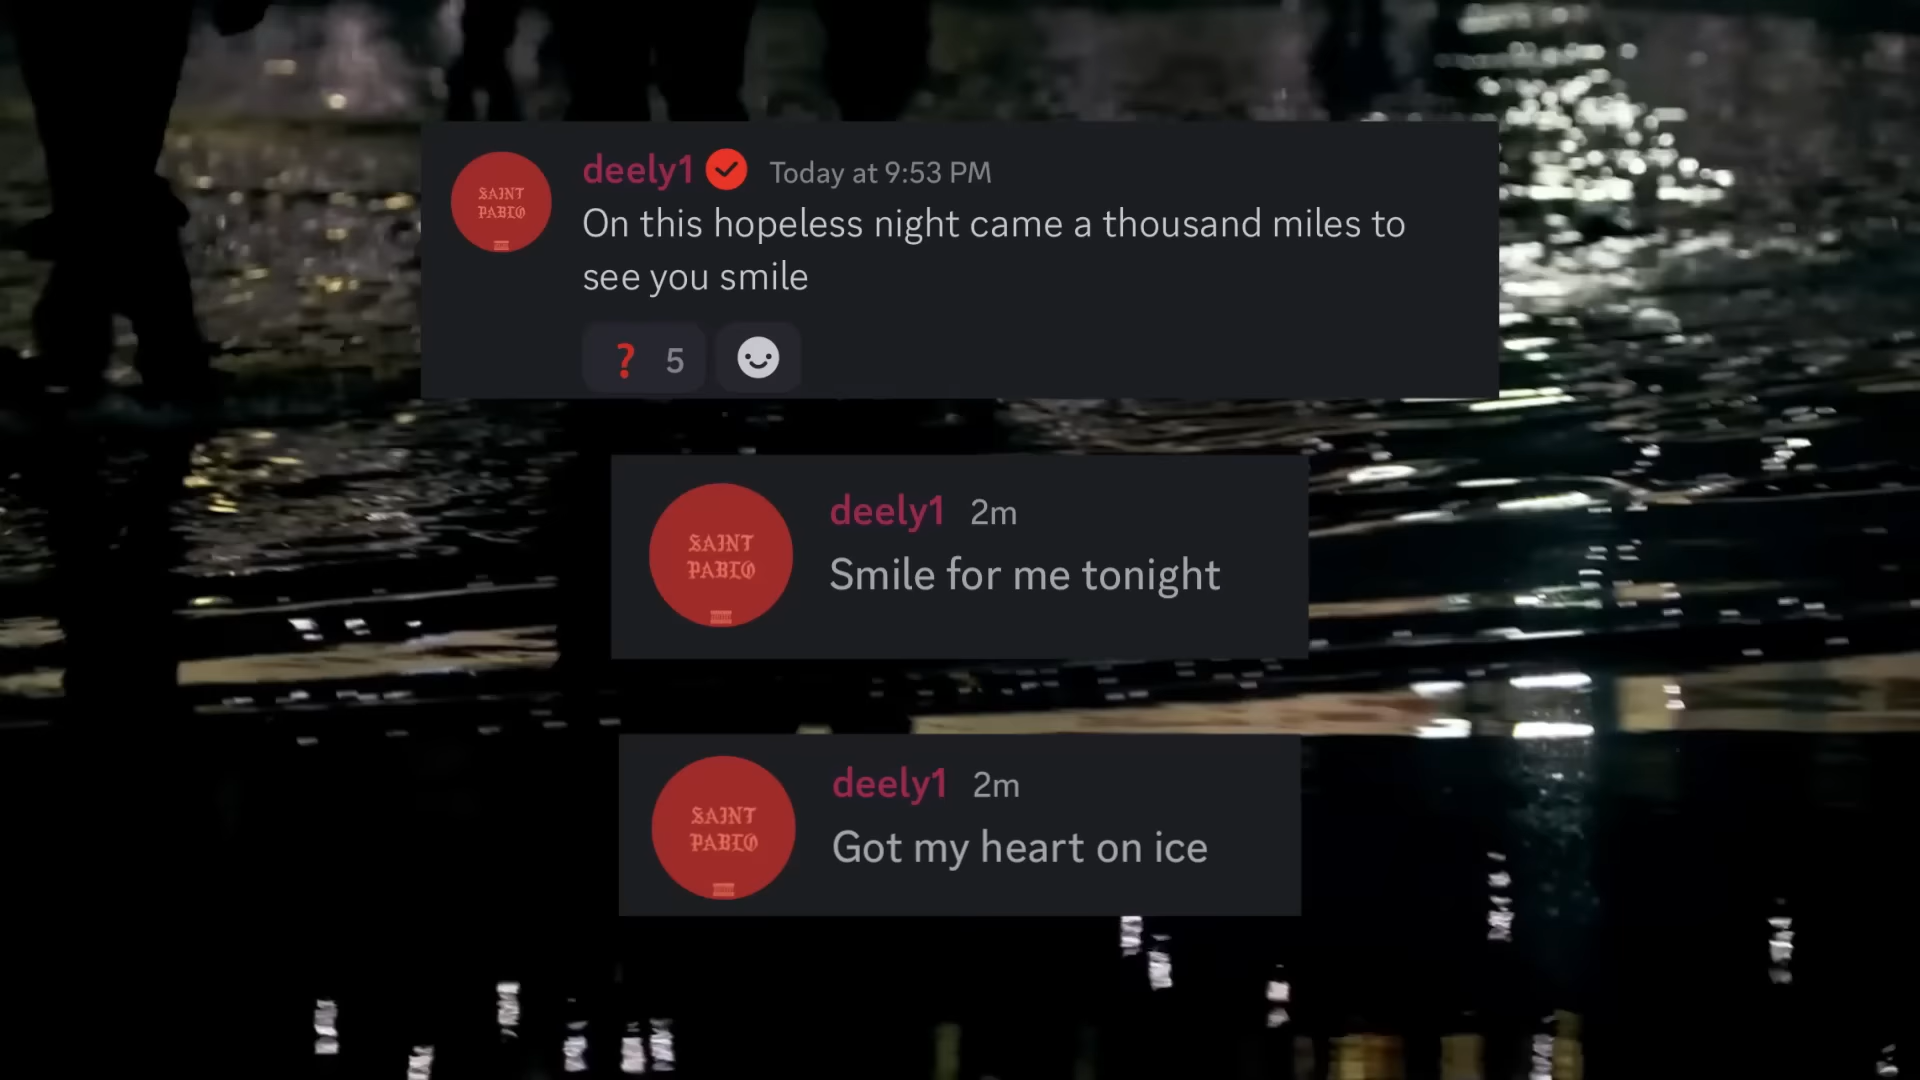 deely1 Today at 9:53 PM
SAINT
PABLO
On this hopeless night came a thousand miles to
see you smile
❓ 5
deely1 2m
SAINT
PABLO
Smile for me tonight
deely1 2m
SAINT
PABLO
Got my heart on ice